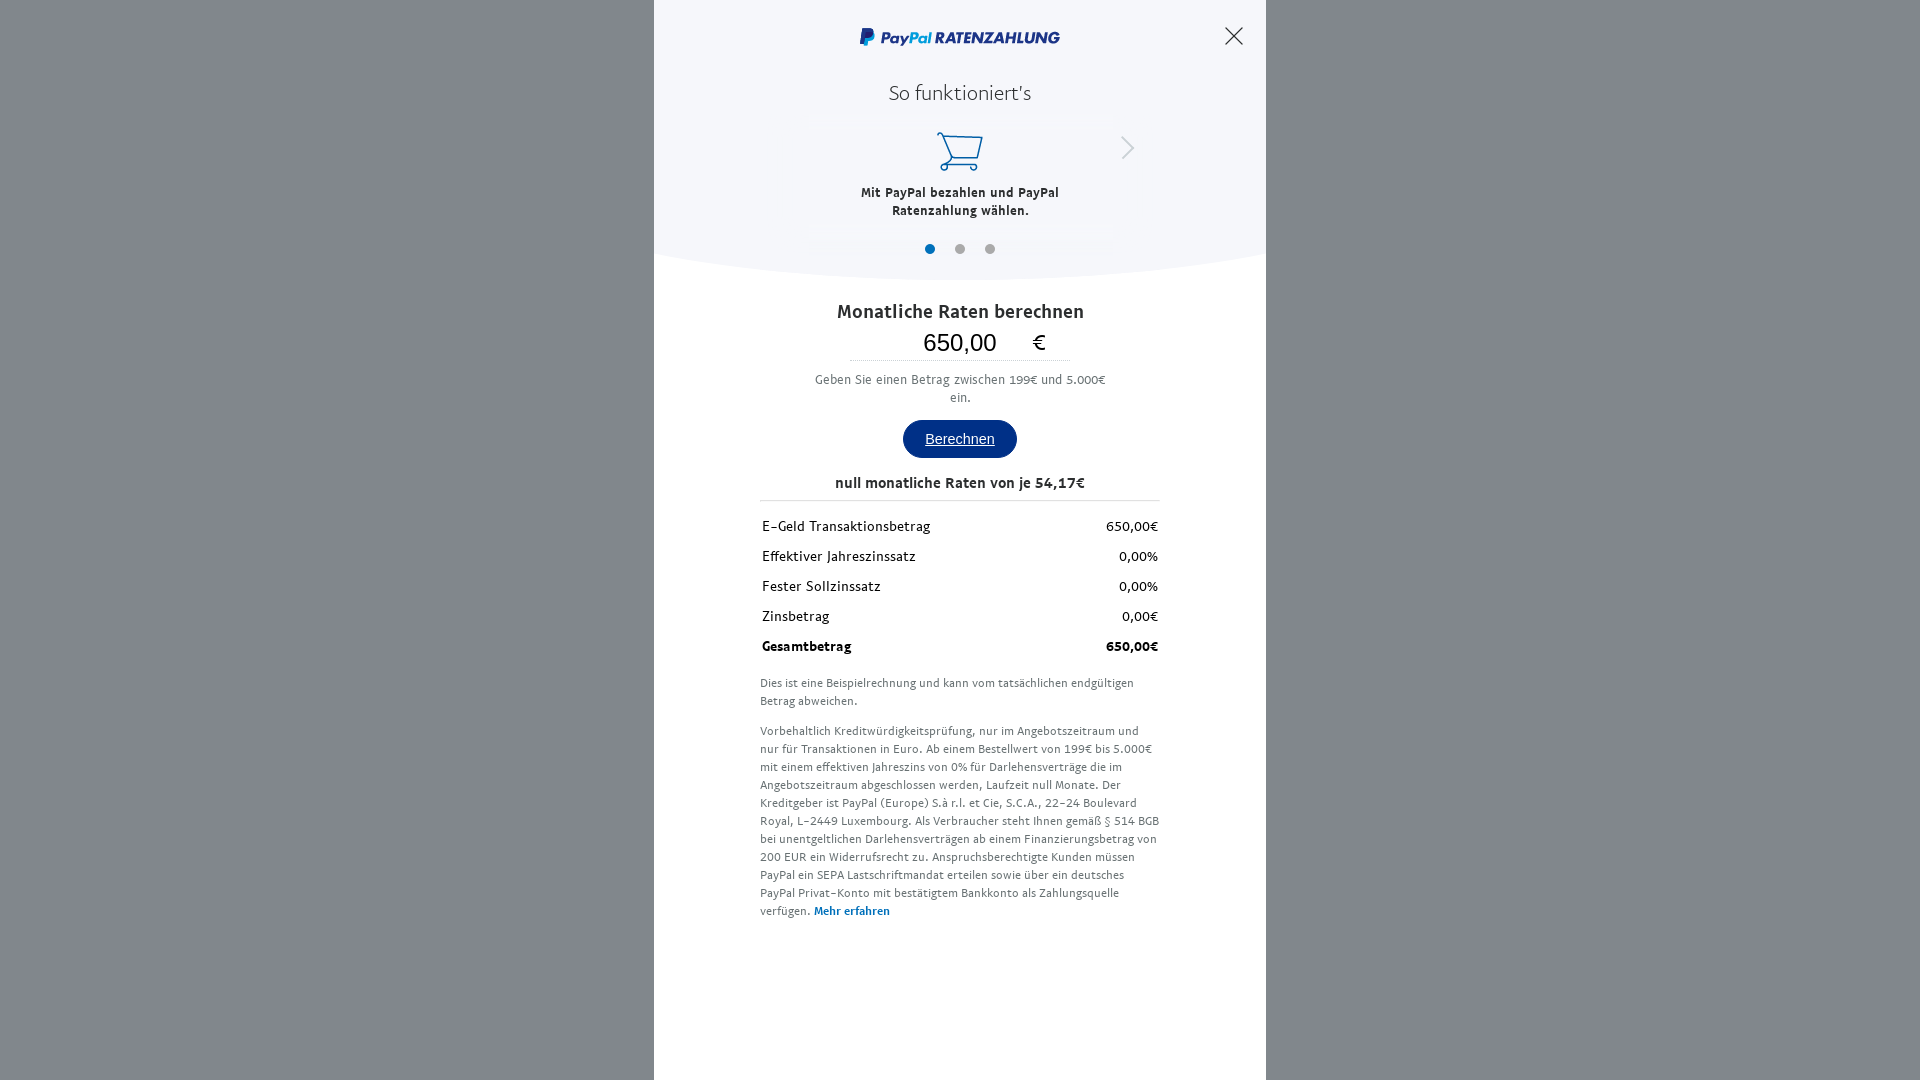 PayPal RATENZAHLUNG
So funktioniert's
Mit PayPal bezahlen und PayPal
Ratenzahlung wählen.
Monatliche Raten berechnen
650,00 €
Geben Sie einen Betrag zwischen 199€ und 5.000€
ein.
Berechnen
null monatliche Raten von je 54,17€
E-Geld Transaktionsbetrag 650,00€
Effektiver Jahreszinssatz 0,00%
Fester Sollzinssatz 0,00%
Zinsbetrag 0,00€
Gesamtbetrag 650,00€
Dies ist eine Beispielrechnung und kann vom tatsächlichen endgültigen
Betrag abweichen.
Vorbehaltlich Kreditwürdigkeitsprüfung, nur im Angebotszeitraum und
nur für Transaktionen in Euro. Ab einem Bestellwert von 199€ bis 5.000€
mit einem effektiven Jahreszins von 0% für Darlehensverträge die im
Angebotszeitraum abgeschlossen werden, Laufzeit null Monate. Der
Kreditgeber ist PayPal (Europe) S.à r.l. et Cie, S.C.A., 22-24 Boulevard
Royal, L-2449 Luxembourg. Als Verbraucher steht Ihnen gemäß § 514 BGB
bei unentgeltlichen Darlehensverträgen ab einem Finanzierungsbetrag von
200 EUR ein Widerrufsrecht zu. Anspruchsberechtigte Kunden müssen
PayPal ein SEPA Lastschriftmandat erteilen sowie über ein deutsches
PayPal Privat-Konto mit bestätigtem Bankkonto als Zahlungsquelle
verfügen. Mehr erfahren